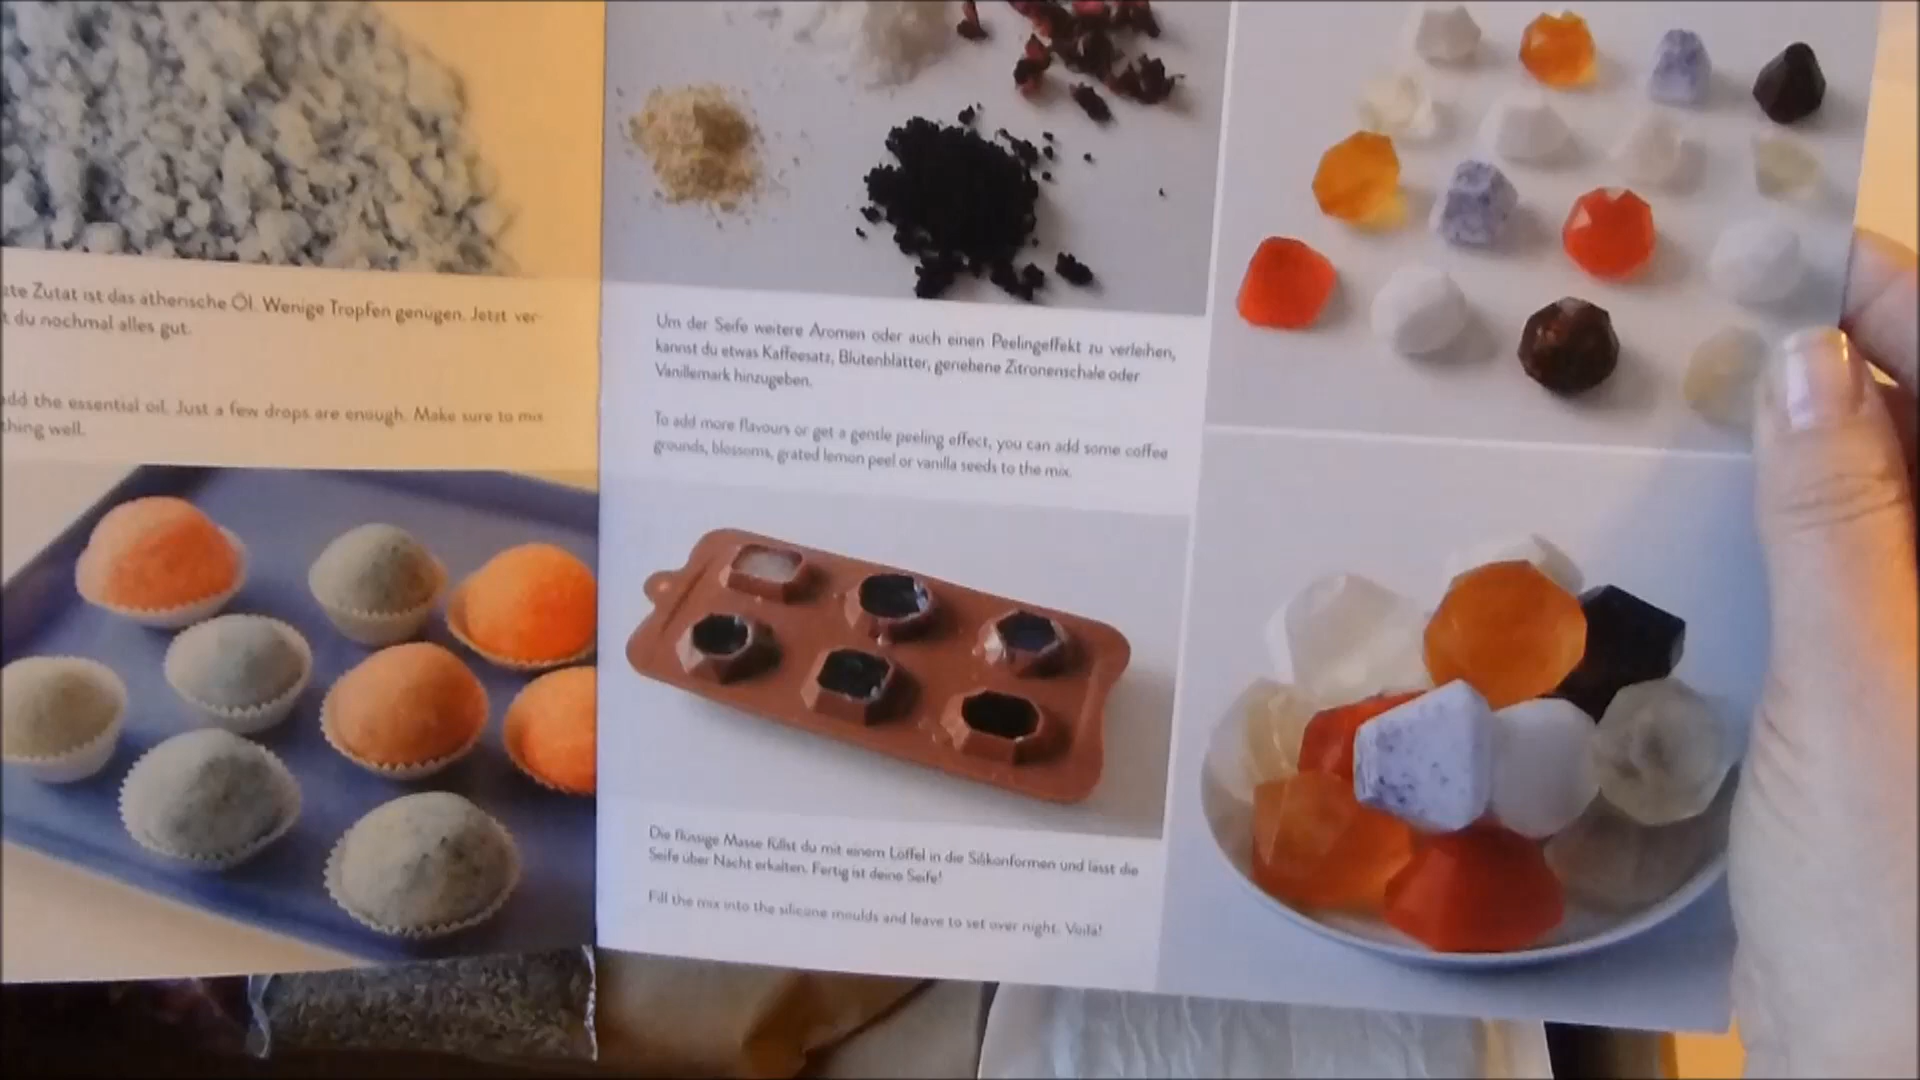 zte Zutat ist das ätherische Öl. Wenige Tropfen genügen. Jetzt ver-
t du nochmal alles gut.
add the essential oil. Just a few drops are enough. Make sure to mix
thing well.
Um der Seife weitere Aromen oder auch einen Peelingeffekt zu verleihen,
kannst du etwas Kaffeesatz, Blütenblätter, geriebene Zitronenschale oder
Vanillemark hinzugeben.
To add more flavours or get a gentle peeling effect, you can add some coffee
grounds, blossoms, grated lemon peel or vanilla seeds to the mix.
Die flüssige Masse füllst du mit einem Löffel in die Silikonformen und lässt die
Seife über Nacht erkalten. Fertig ist deine Seife!
Fill the mix into the silicone moulds and leave to set over night. Voilà!